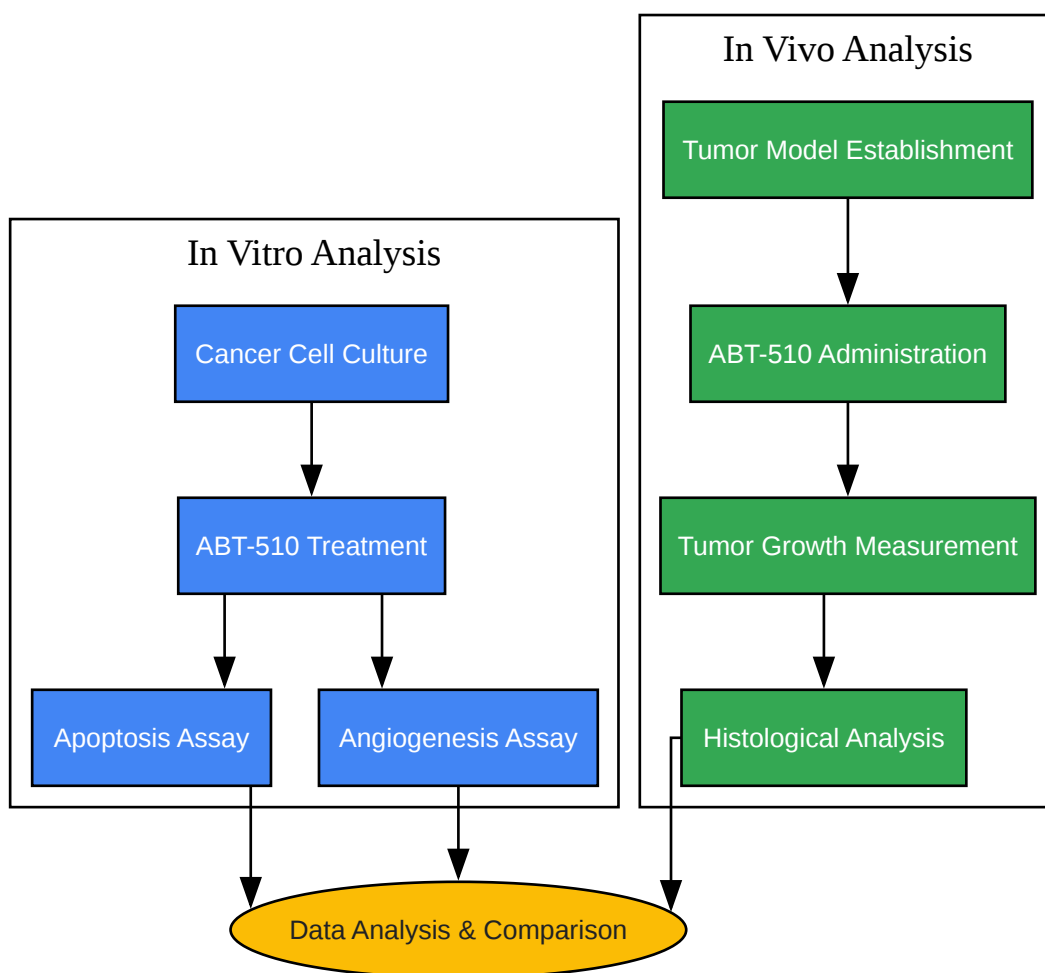 In Vitro Analysis
Cancer Cell Culture
ABT-510 Treatment
Apoptosis Assay
Angiogenesis Assay
In Vivo Analysis
Tumor Model Establishment
ABT-510 Administration
Tumor Growth Measurement
Histological Analysis
Data Analysis & Comparison